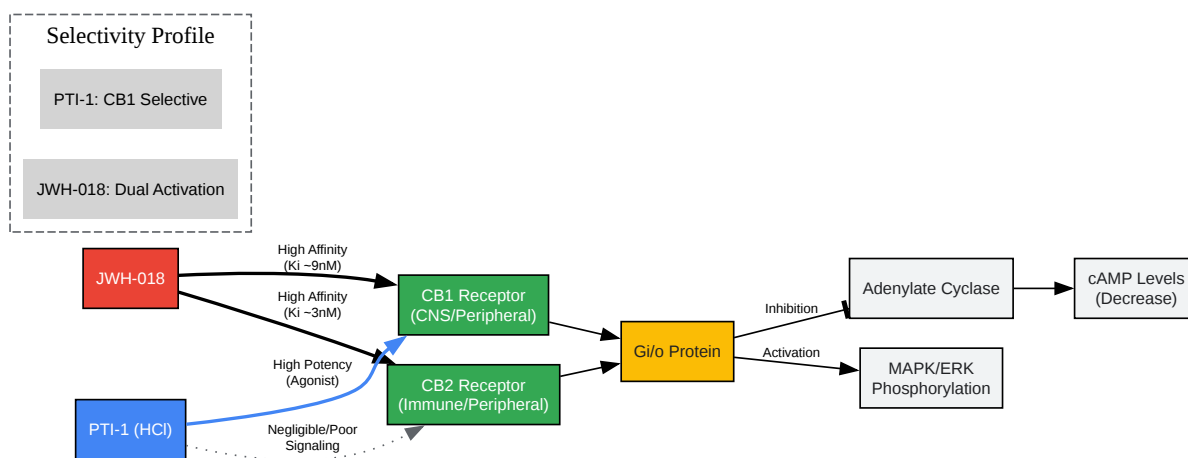 Selectivity Profile
PTI-1: CB1 Selective
JWH-018: Dual Activation
JWH-018
High Affinity
(Ki ~9nM)
High Affinity
(Ki ~3nM)
CB1 Receptor
(CNS/Peripheral)
High Potency
(Agonist)
CB2 Receptor
(Immune/Peripheral)
PTI-1 (HCl)
Negligible/Poor
Signaling
Gi/o Protein
Inhibition
Activation
Adenylate Cyclase
cAMP Levels
(Decrease)
MAPK/ERK
Phosphorylation